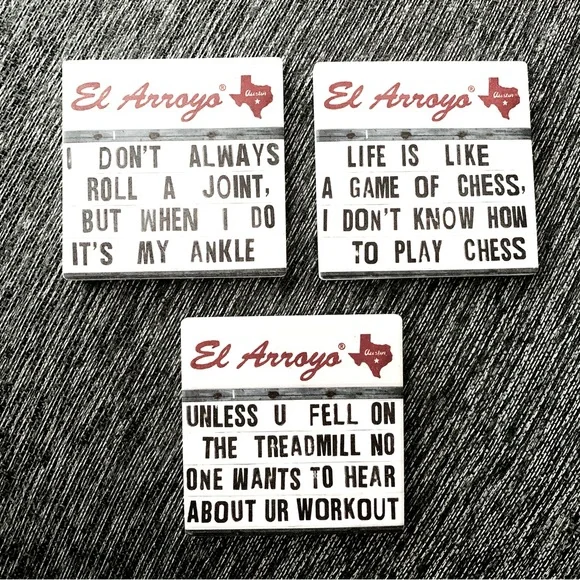 El Arroyo®
Austin
I DON'T ALWAYS
ROLL A JOINT,
BUT WHEN I DO
IT'S MY ANKLE
El Arroyo®
Austin
LIFE IS LIKE
A GAME OF CHESS,
I DON'T KNOW HOW
TO PLAY CHESS
El Arroyo®
Austin
UNLESS U FELL ON
THE TREADMILL NO
ONE WANTS TO HEAR
ABOUT UR WORKOUT